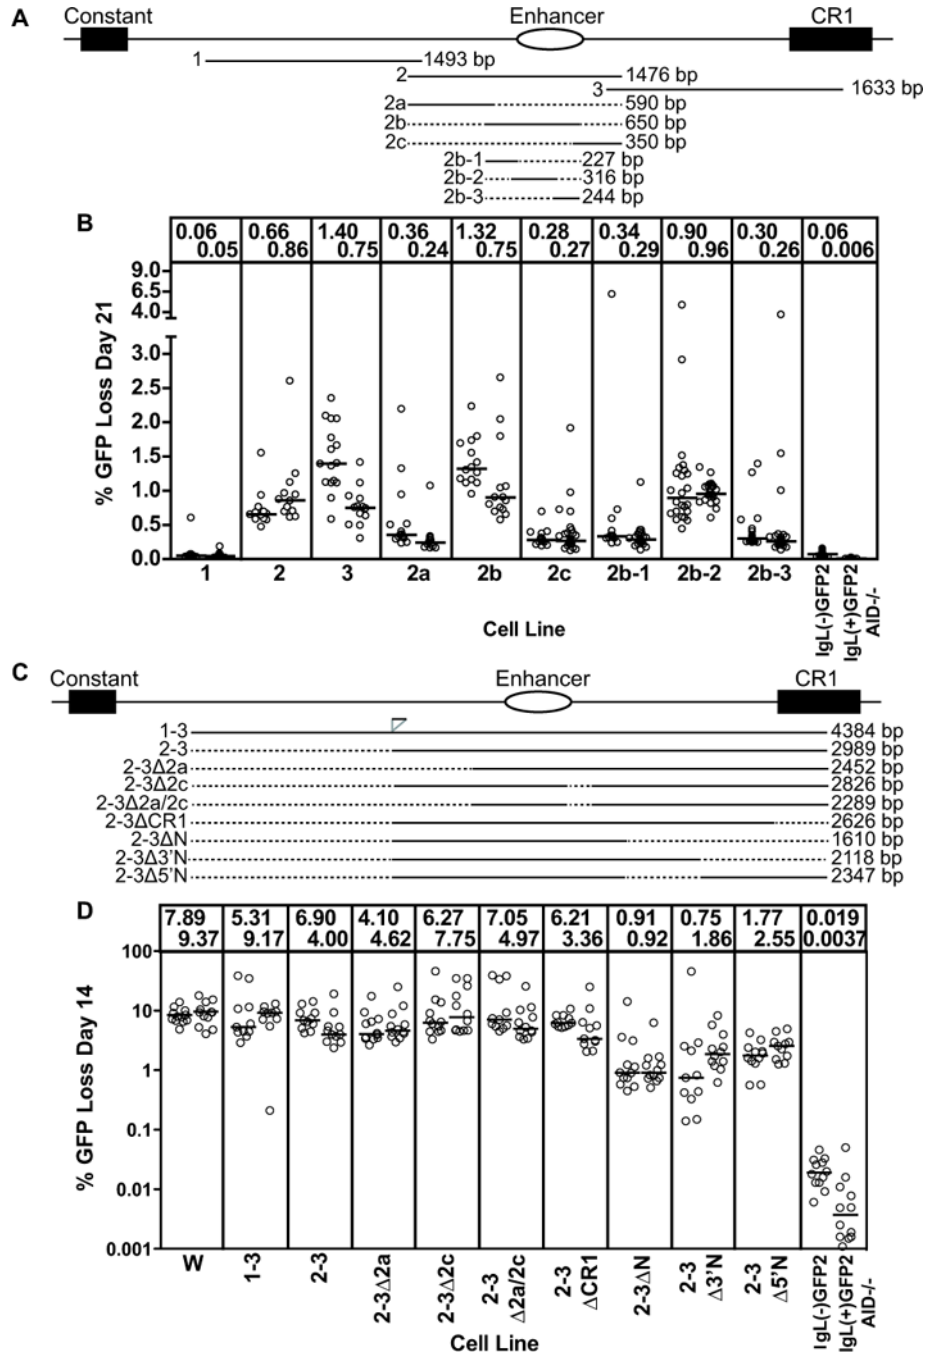 A
Constant Enhancer CR1
1 1493 bp
2 1476 bp
3 1633 bp
2a 590 bp
2b 650 bp
2c 350 bp
2b-1 227 bp
2b-2 316 bp
2b-3 244 bp
B
0.06 0.66 1.40 0.36 1.32 0.28 0.34 0.90 0.30 0.06
0.05 0.86 0.75 0.24 0.75 0.27 0.29 0.96 0.26 0.006
% GFP Loss Day 21
9.0
6.5
4.0
3.0
2.5
2.0
1.5
1.0
0.5
0.0
1 2 3 2a 2b 2c 2b-1 2b-2 2b-3 IgL(-)GFP2 IgL(+)GFP2 AID-/-
Cell Line
C
Constant Enhancer CR1
1-3 4384 bp
2-3 2989 bp
2-3Δ2a 2452 bp
2-3Δ2c 2826 bp
2-3Δ2a/2c 2289 bp
2-3ΔCR1 2626 bp
2-3ΔN 1610 bp
2-3Δ3'N 2118 bp
2-3Δ5'N 2347 bp
D
7.89 5.31 6.90 4.10 6.27 7.05 6.21 0.91 0.75 1.77 0.019
9.37 9.17 4.00 4.62 7.75 4.97 3.36 0.92 1.86 2.55 0.0037
% GFP Loss Day 14
100
10
1
0.1
0.01
0.001
W 1-3 2-3 2-3Δ2a 2-3Δ2c 2-3 Δ2a/2c 2-3 ΔCR1 2-3ΔN 2-3 Δ3'N 2-3 Δ5'N IgL(-)GFP2 IgL(+)GFP2 AID-/-
Cell Line